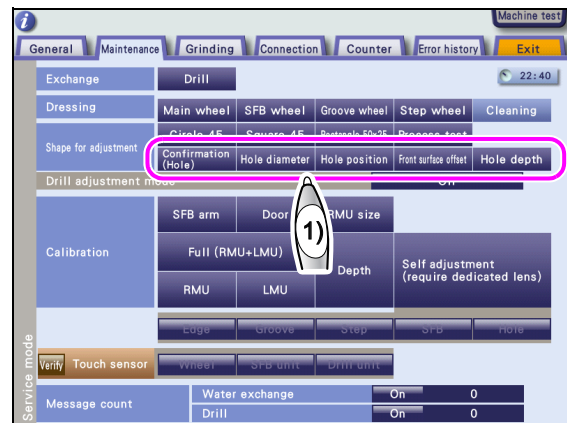 Machine test
General Maintenance Grinding Connection Counter Error history Exit
Exchange Drill 22:40
Dressing Main wheel SFB wheel Groove wheel Step wheel Cleaning
Circle 45 Square 45 Rectangle 50x25 Process test
Shape for adjustment
Confirmation (Hole) Hole diameter Hole position Front surface offset Hole depth
Drill adjustment mode On
SFB arm Door RMU size
1)
Calibration Full (RMU+LMU) Depth Self adjustment (require dedicated lens)
RMU LMU
Edge Groove Step SFB Hole
Verify Touch sensor Wheel SFB unit Drill unit
Message count Water exchange On 0
Drill On 0
Service mode